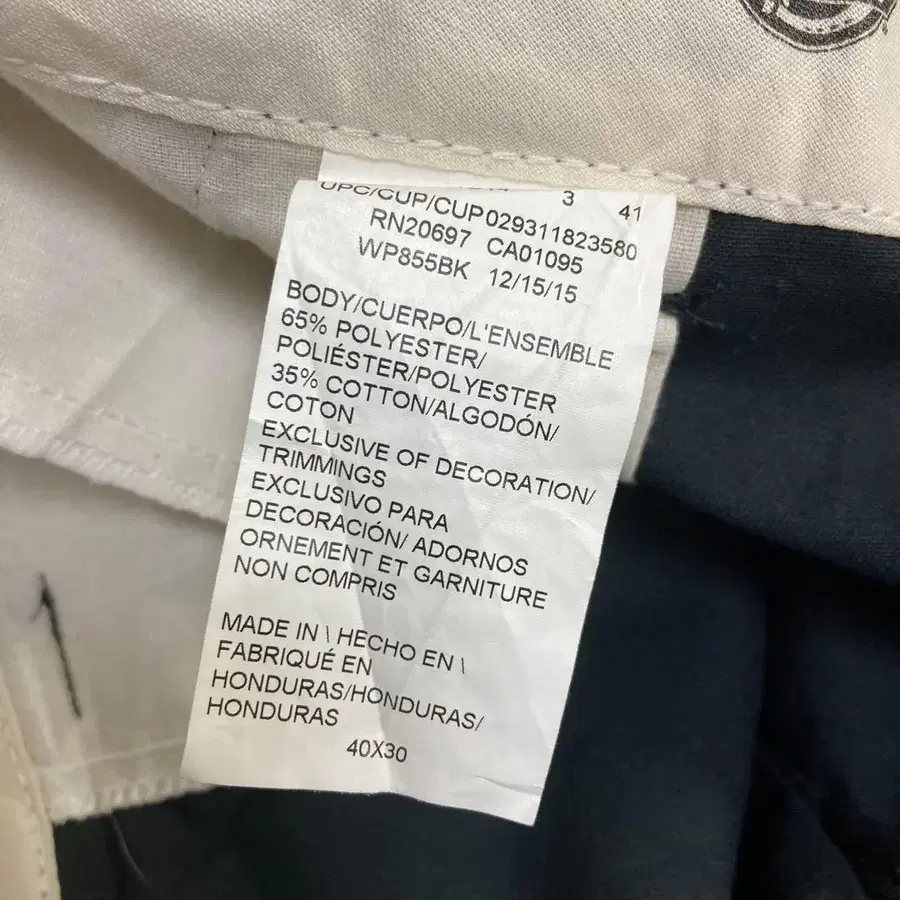 3 41
UPC/CUP/CUP 029311823580
RN20697 CA01095
WP855BK 12/15/15
BODY/CUERPO/L'ENSEMBLE
65% POLYESTER/
POLIÉSTER/POLYESTER
35% COTTON/ALGODÓN/
COTON
EXCLUSIVE OF DECORATION/
TRIMMINGS
EXCLUSIVO PARA
DECORACIÓN/ ADORNOS
ORNEMENT ET GARNITURE
NON COMPRIS
MADE IN \ HECHO EN \
FABRIQUÉ EN
HONDURAS/HONDURAS/
HONDURAS
40X30